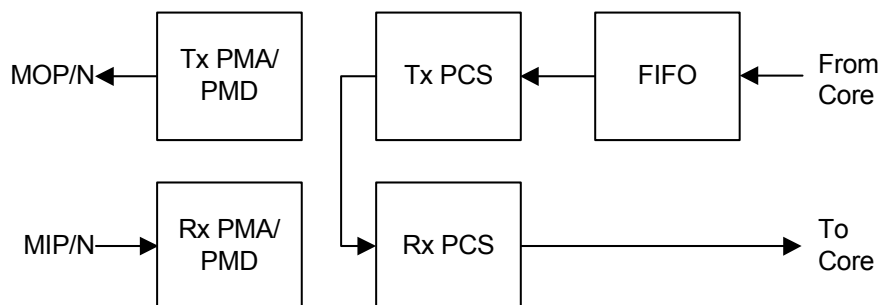 MOP/N
Tx PMA/
PMD
Tx PCS
FIFO
From
Core
MIP/N
Rx PMA/
PMD
Rx PCS
To
Core